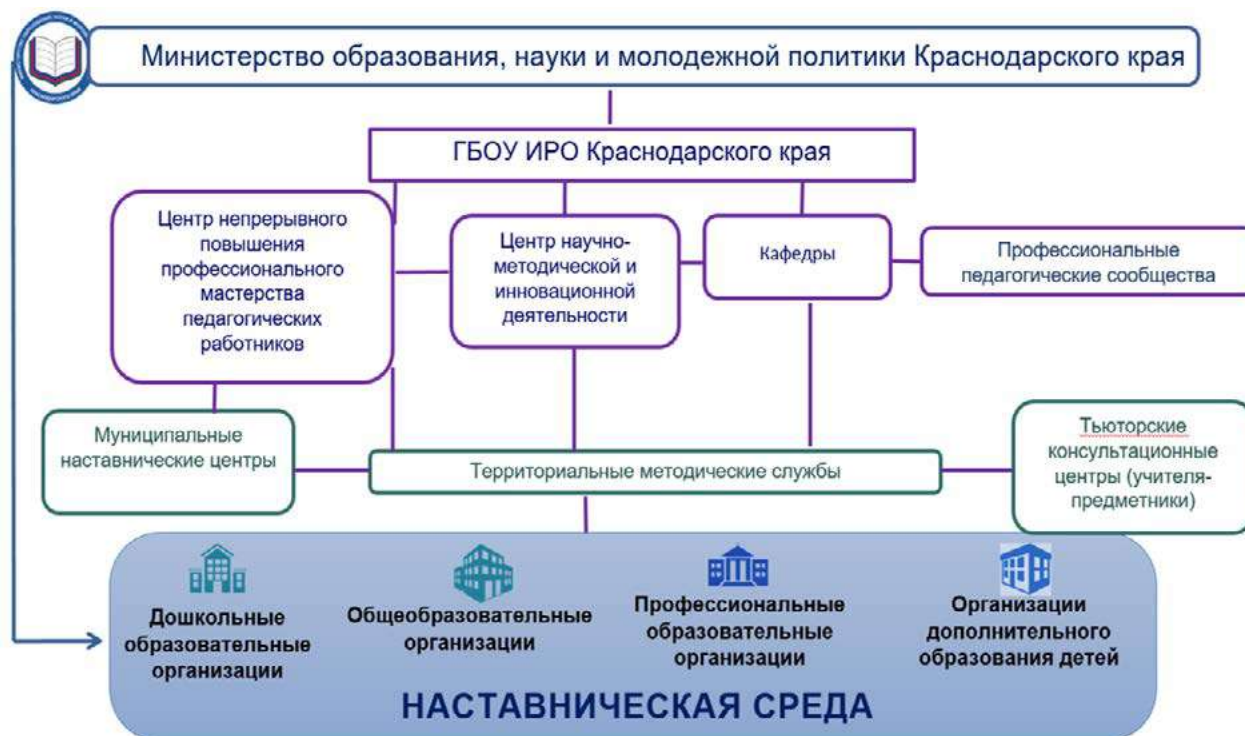 Министерство образования, науки и молодежной политики Краснодарского края
ГБОУ ИРО Краснодарского края
Центр непрерывного
повышения
профессионального
мастерства
педагогических
работников
Центр научно-
методической и
инновационной
деятельности
Кафедры
Профессиональные
педагогические сообщества
Муниципальные
наставнические центры
Территориальные методические службы
Тьюторские
консультационные
центры (учителя-
предметники)
Дошкольные
образовательные
организации
Общеобразовательные
организации
Профессиональные
образовательные
организации
Организации
дополнительного
образования детей
НАСТАВНИЧЕСКАЯ СРЕДА